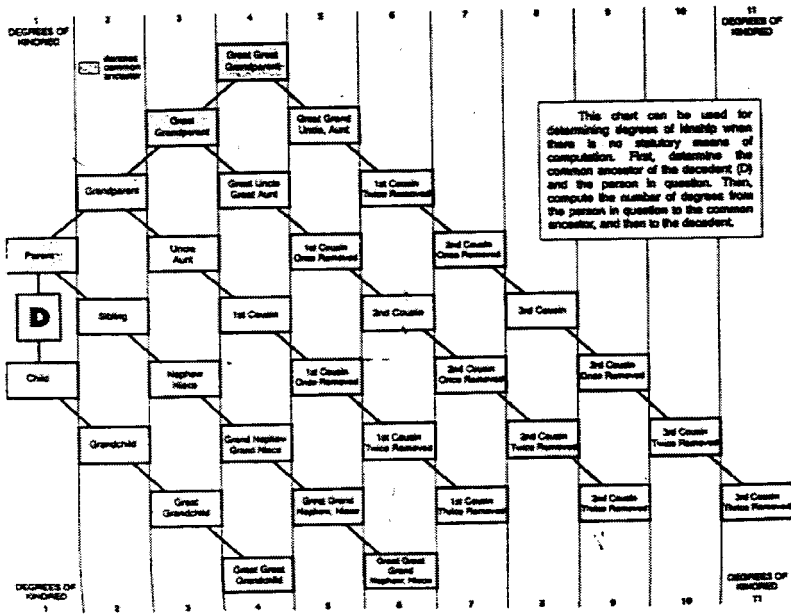 1 2 3 4 5 6 7 8 9 10 11
DEGREES OF
KINDRED
DEGREES OF
KINDRED
denotes
common
ancestor
Great Great
Grandparent
Great
Grandparent
Great Grand
Uncle, Aunt
This chart can be used for
determining degrees of kinship when
there is no statutory means of
computation. First, determine the
common ancestor of the decedent (D)
and the person in question. Then,
compute the number of degrees from
the person in question to the common
ancestor, and then to the decedent.
Grandparent
Great Uncle
Great Aunt
1st Cousin
Twice Removed
Parent
Uncle
Aunt
1st Cousin
Once Removed
2nd Cousin
Once Removed
D
Sibling
1st Cousin
2nd Cousin
3rd Cousin
Child
Nephew
Niece
1st Cousin
Once Removed
2nd Cousin
Once Removed
3rd Cousin
Once Removed
Grandchild
Grand Nephew
Grand Niece
1st Cousin
Twice Removed
2nd Cousin
Twice Removed
3rd Cousin
Twice Removed
Great
Grandchild
Great Grand
Nephew, Niece
1st Cousin
Thrice Removed
2nd Cousin
Thrice Removed
3rd Cousin
Thrice Removed
Great Great
Grandchild
Great Great
Grand
Nephew, Niece
DEGREES OF
KINDRED
DEGREES OF
KINDRED
1 2 3 4 5 6 7 8 9 10 11